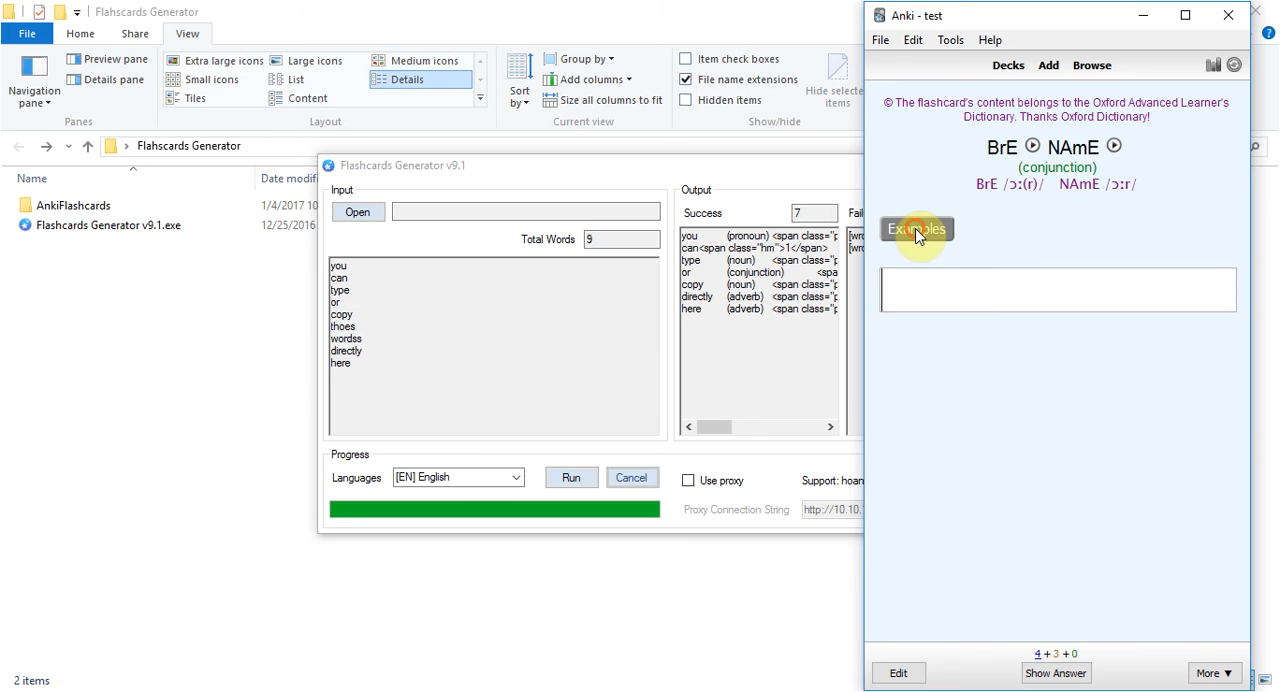 Flahscards Generator
File Home Share View
Navigation pane
Preview pane
Details pane
Panes
Extra large icons Large icons Medium icons
Small icons List Details
Tiles Content
Layout
Sort by
Group by
Add columns
Size all columns to fit
Current view
Item check boxes
File name extensions
Hidden items
Hide selecte
items
Show/hide
Flahscards Generator
Name Date modifi
AnkiFlashcards 1/4/2017 10
Flashcards Generator v9.1.exe 12/25/2016
2 items
Flashcards Generator v9.1
Input
Open
Total Words 9
you
can
type
or
copy
thoes
wordss
directly
here
Output
Success 7 Fail
you (pronoun) <span class="p
can<span class="hm">1</span>
type (noun) <span class="p
or (conjunction) <spa
copy (noun) <span class="p
directly (adverb) <span class="p
here (adverb) <span class="p
[wro
[wro
Progress
Languages [EN] English Run Cancel
Use proxy Support: hoan
Proxy Connection String http://10.10.
Anki - test
File Edit Tools Help
Decks Add Browse
© The flashcard's content belongs to the Oxford Advanced Learner's
Dictionary. Thanks Oxford Dictionary!
BrE NAmE
(conjunction)
BrE /ɔː(r)/ NAmE /ɔːr/
Examples
4 + 3 + 0
Edit Show Answer More ▼